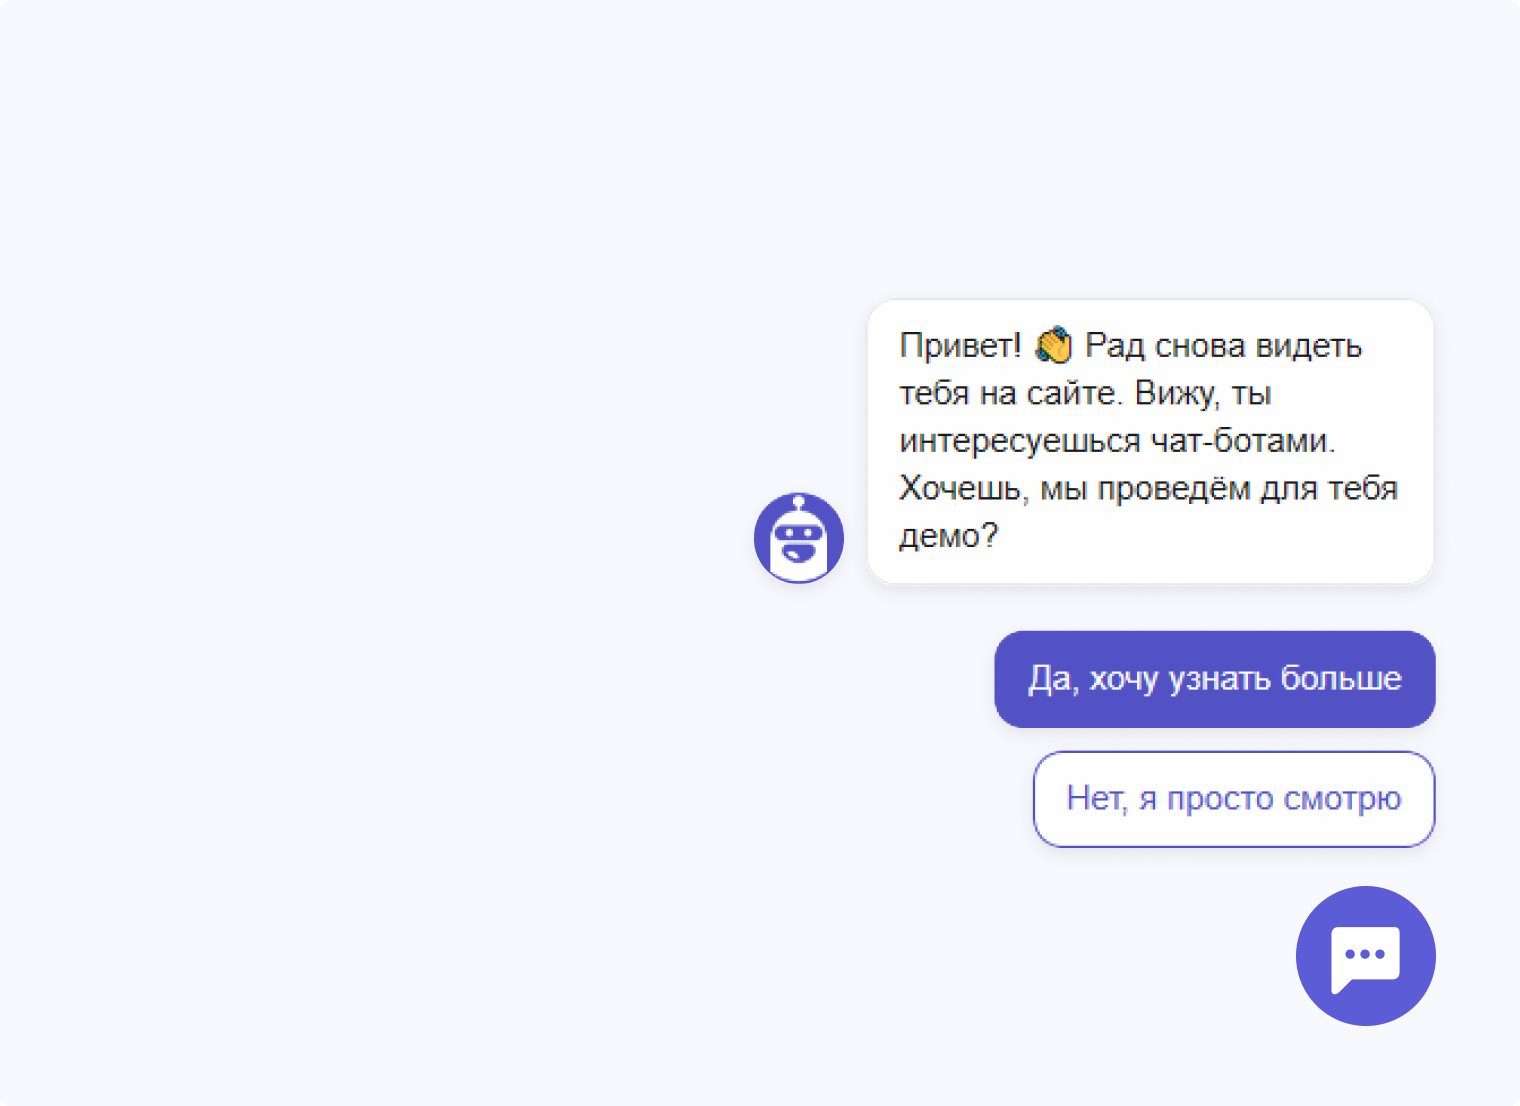 Привет! 👏 Рад снова видеть
тебя на сайте. Вижу, ты
интересуешься чат-ботами.
Хочешь, мы проведём для тебя
демо?
Да, хочу узнать больше
Нет, я просто смотрю